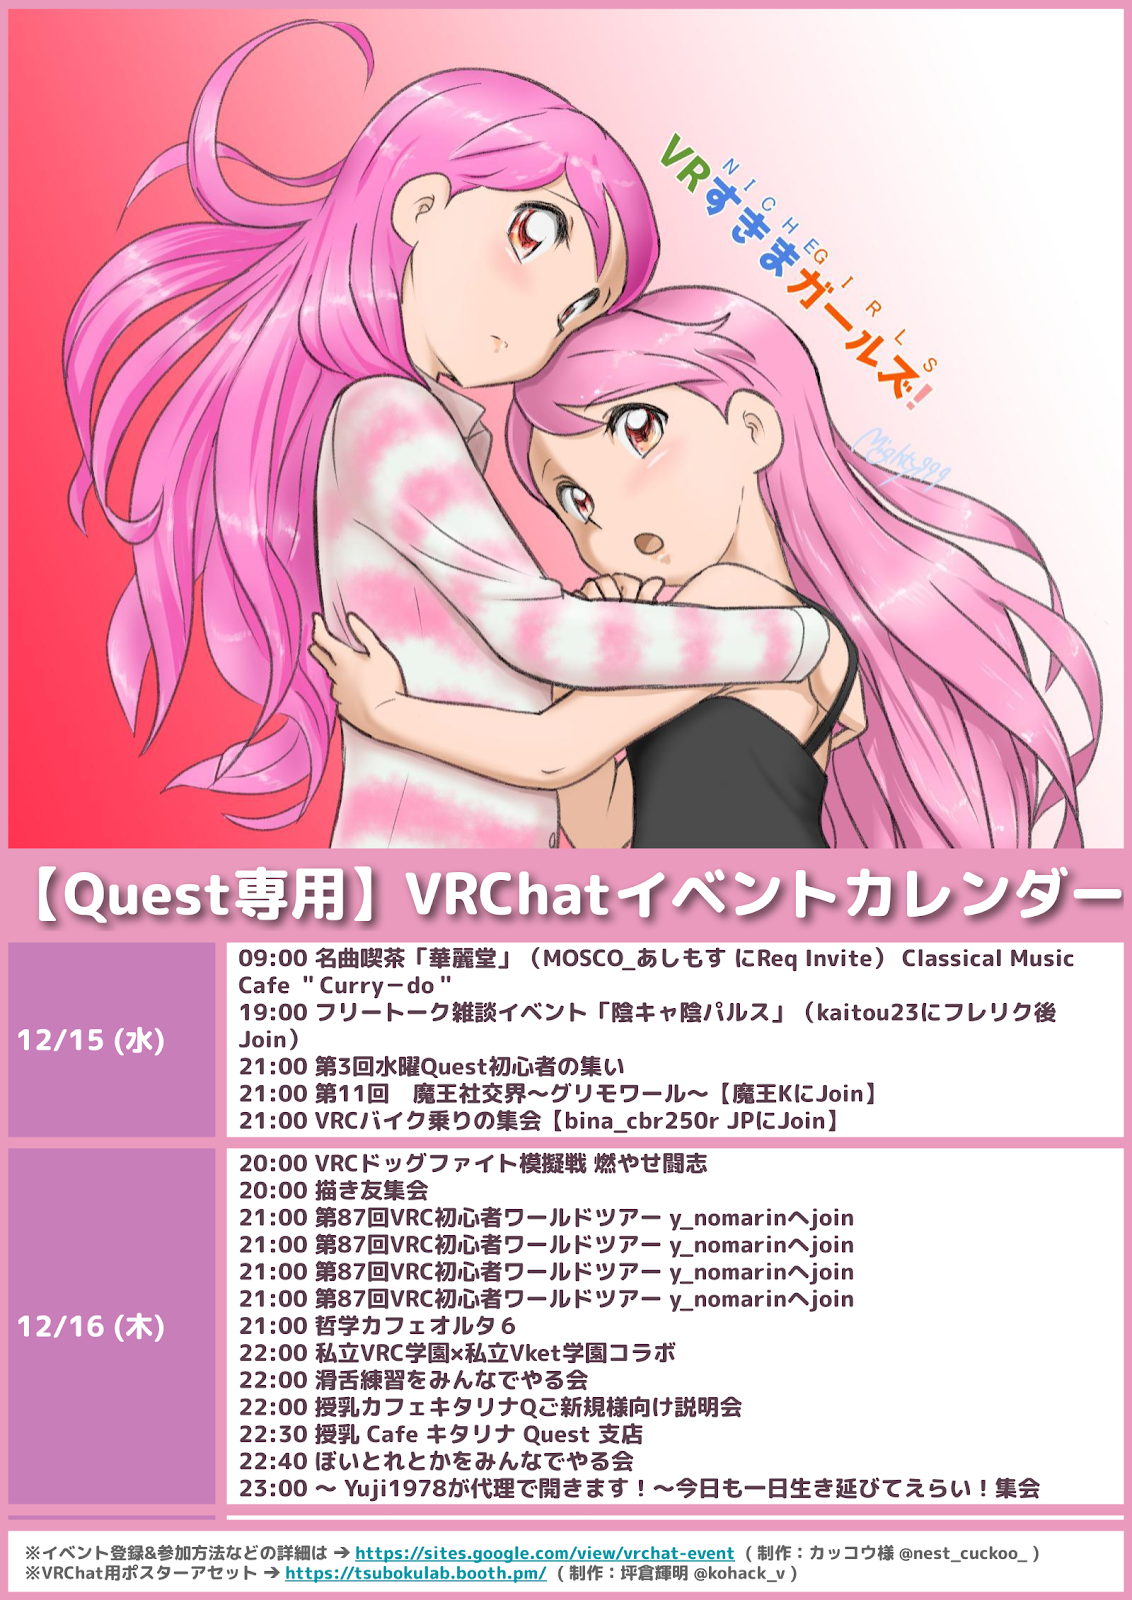 NICHE GIRLS
VRすきまガールズ!
Mighty999
【Quest専用】VRChatイベントカレンダー
12/15 (水)
09:00 名曲喫茶「華麗堂」（MOSCO_あしもす にReq Invite） Classical Music
Cafe ＂Curry－do＂
19:00 フリートーク雑談イベント「陰キャ陰パルス」（kaitou23にフレリク後
Join）
21:00 第3回水曜Quest初心者の集い
21:00 第11回　魔王社交界～グリモワール～【魔王KにJoin】
21:00 VRCバイク乗りの集会【bina_cbr250r JPにJoin】
12/16 (木)
20:00 VRCドッグファイト模擬戦 燃やせ闘志
20:00 描き友集会
21:00 第87回VRC初心者ワールドツアー y_nomarinへjoin
21:00 第87回VRC初心者ワールドツアー y_nomarinへjoin
21:00 第87回VRC初心者ワールドツアー y_nomarinへjoin
21:00 第87回VRC初心者ワールドツアー y_nomarinへjoin
21:00 哲学カフェオルタ６
22:00 私立VRC学園×私立Vket学園コラボ
22:00 滑舌練習をみんなでやる会
22:00 授乳カフェキタリナQご新規様向け説明会
22:30 授乳 Cafe キタリナ Quest 支店
22:40 ぼいとれとかをみんなでやる会
23:00 ～ Yuji1978が代理で開きます！～今日も一日生き延びてえらい！集会
※イベント登録&参加方法などの詳細は → https://sites.google.com/view/vrchat-event （ 制作：カッコウ様 @nest_cuckoo_ ）
※VRChat用ポスターアセット → https://tsubokulab.booth.pm/ （ 制作：坪倉輝明 @kohack_v ）